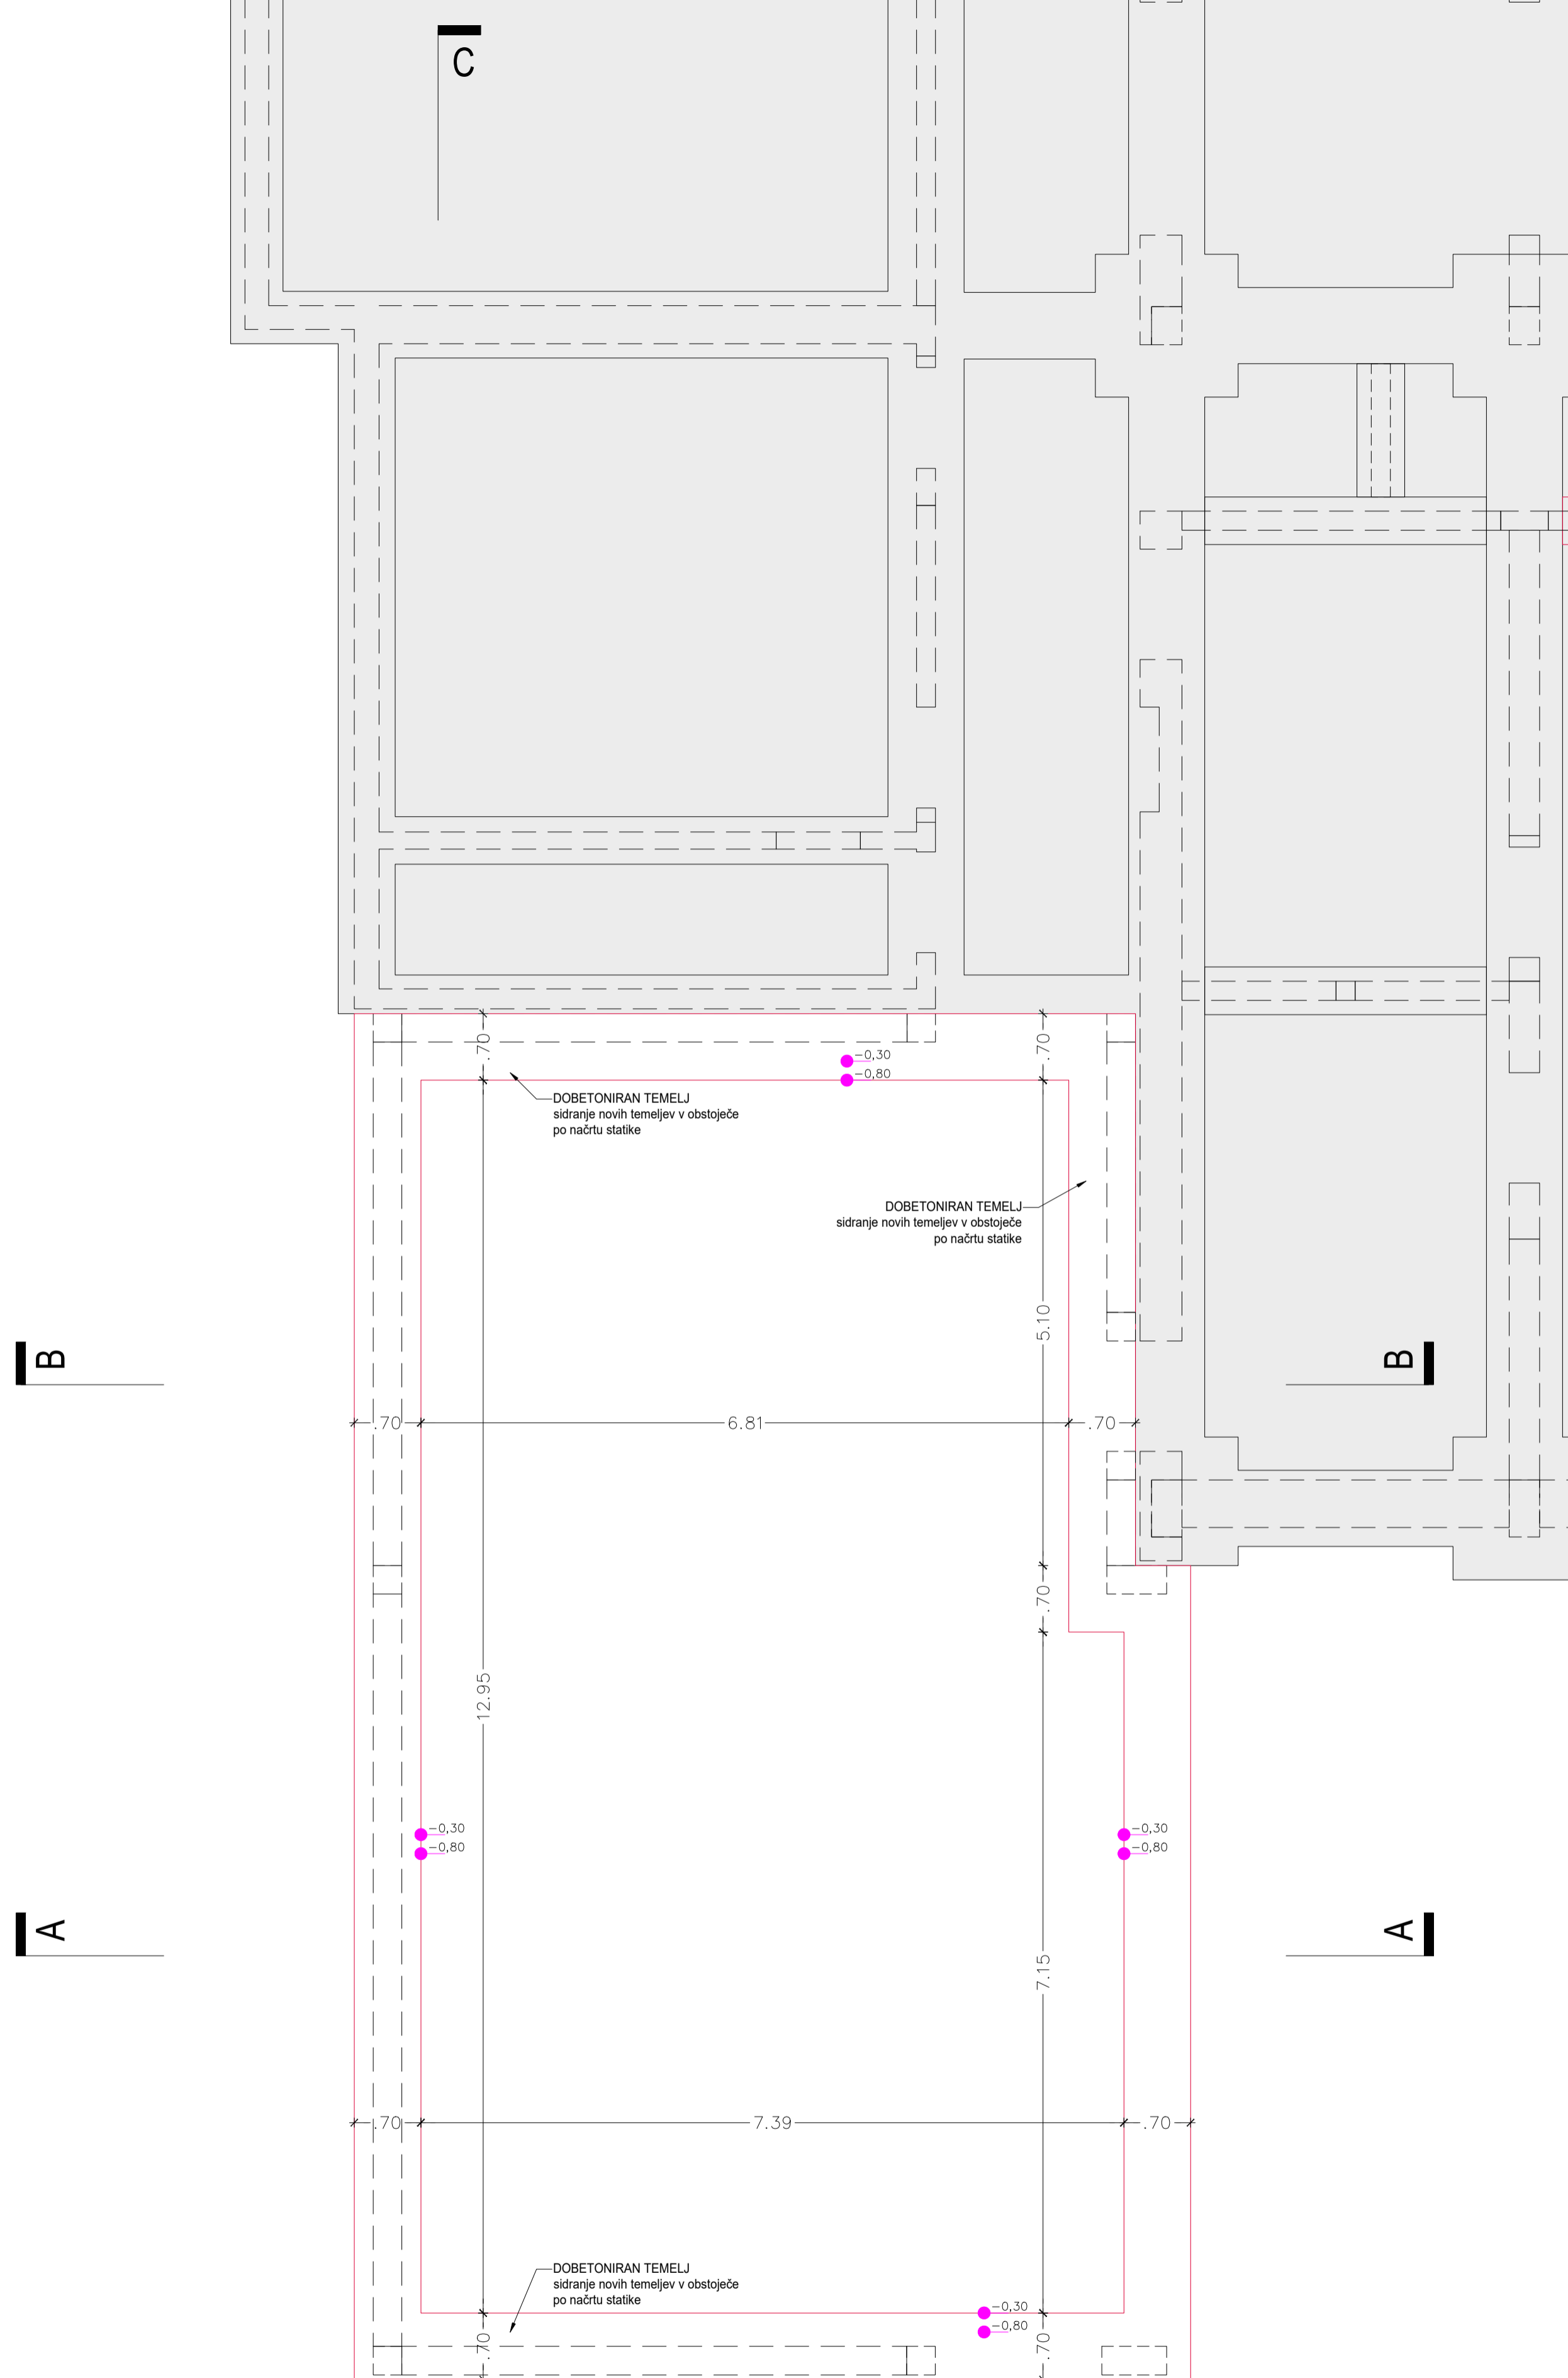 C
.70
.70
−0,30
−0,80
DOBETONIRAN TEMELJ
sidranje novih temeljev v obstoječe
po načrtu statike
DOBETONIRAN TEMELJ
sidranje novih temeljev v obstoječe
po načrtu statike
5.10
B
B
.70
6.81
.70
.70
12.95
−0,30
−0,80
−0,30
−0,80
A
A
7.15
.70
7.39
.70
DOBETONIRAN TEMELJ
sidranje novih temeljev v obstoječe
po načrtu statike
−0,30
−0,80
.70
.70